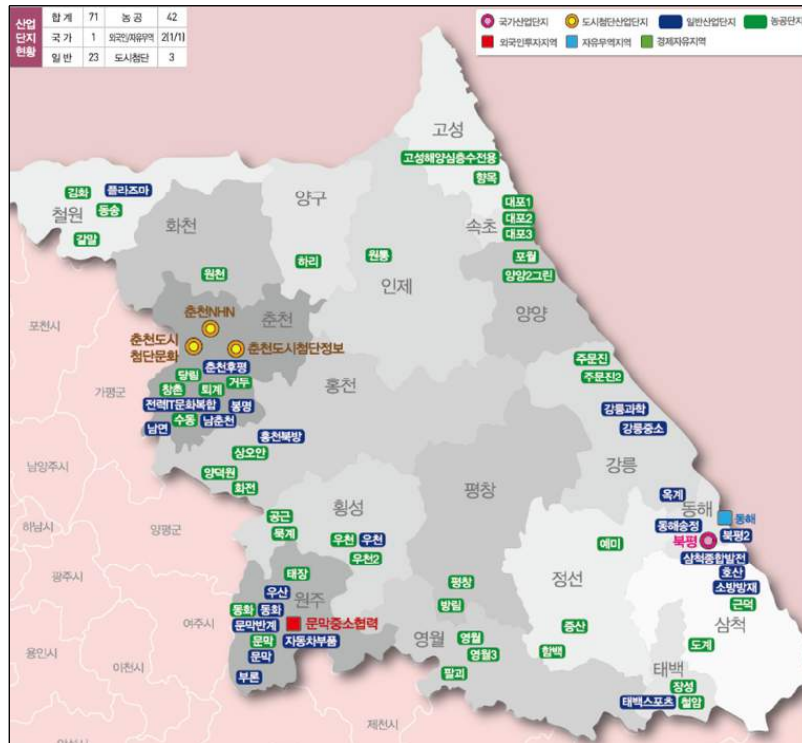 산업 단지 현황
합 계 71 농 공 42
국 가 1 외국인/자유무역 2(1/1)
일 반 23 도시첨단 3
국가산업단지 도시첨단산업단지 일반산업단지 농공단지
외국인투자지역 자유무역지역 경제자유지역
고성
고성해양심층수전용
향목
대포1
대포2
대포3
속초
포월
양양2그린
양양
김화
플라즈마
동송
철원
갈말
화천
원천
양구
하리
원통
인제
포천시
춘천NHN
춘천
춘천도시
첨단문화
춘천도시첨단정보
가평군
당림
춘천후평
창촌
퇴계
거두
전력IT문화복합
봉명
수동
남춘천
남면
홍천
홍천북방
상오안
양덕원
화전
주문진
주문진2
강릉과학
강릉중소
강릉
남양주시
하남시
양평군
광주시
횡성
공근
묵계
우천
우천
우천2
평창
옥계
동해
동해
동해송정
북평
북평2
삼척종합발전
호산
소방방재
근덕
삼척
도계
예미
정선
증산
함백
태장
우산
원주
여주시
동화
동화
문막반계
문막중소협력
문막
자동차부품
문막
부론
평창
방림
영월
영월
영월3
팔괴
태백
장성
태백스포츠
철암
용인시
이천시
제천시